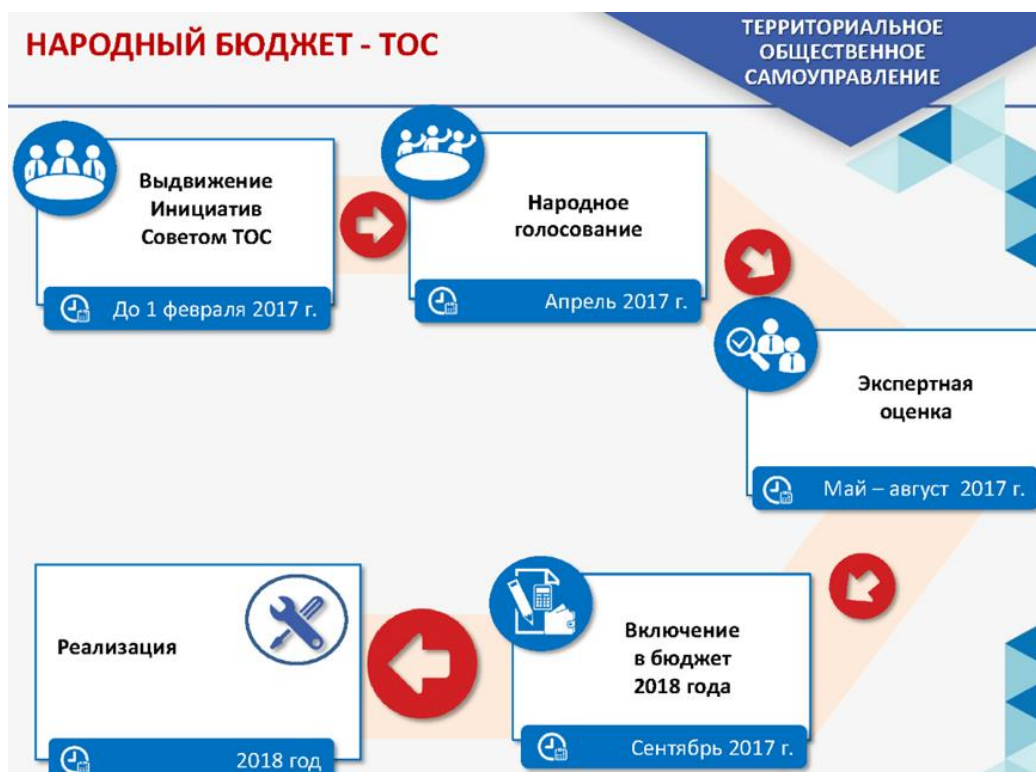 НАРОДНЫЙ БЮДЖЕТ - ТОС
ТЕРРИТОРИАЛЬНОЕ
ОБЩЕСТВЕННОЕ
САМОУПРАВЛЕНИЕ
Выдвижение
Инициатив
Советом ТОС
До 1 февраля 2017 г.
Народное
голосование
Апрель 2017 г.
Экспертная
оценка
Май – август 2017 г.
Включение
в бюджет
2018 года
Сентябрь 2017 г.
Реализация
2018 год